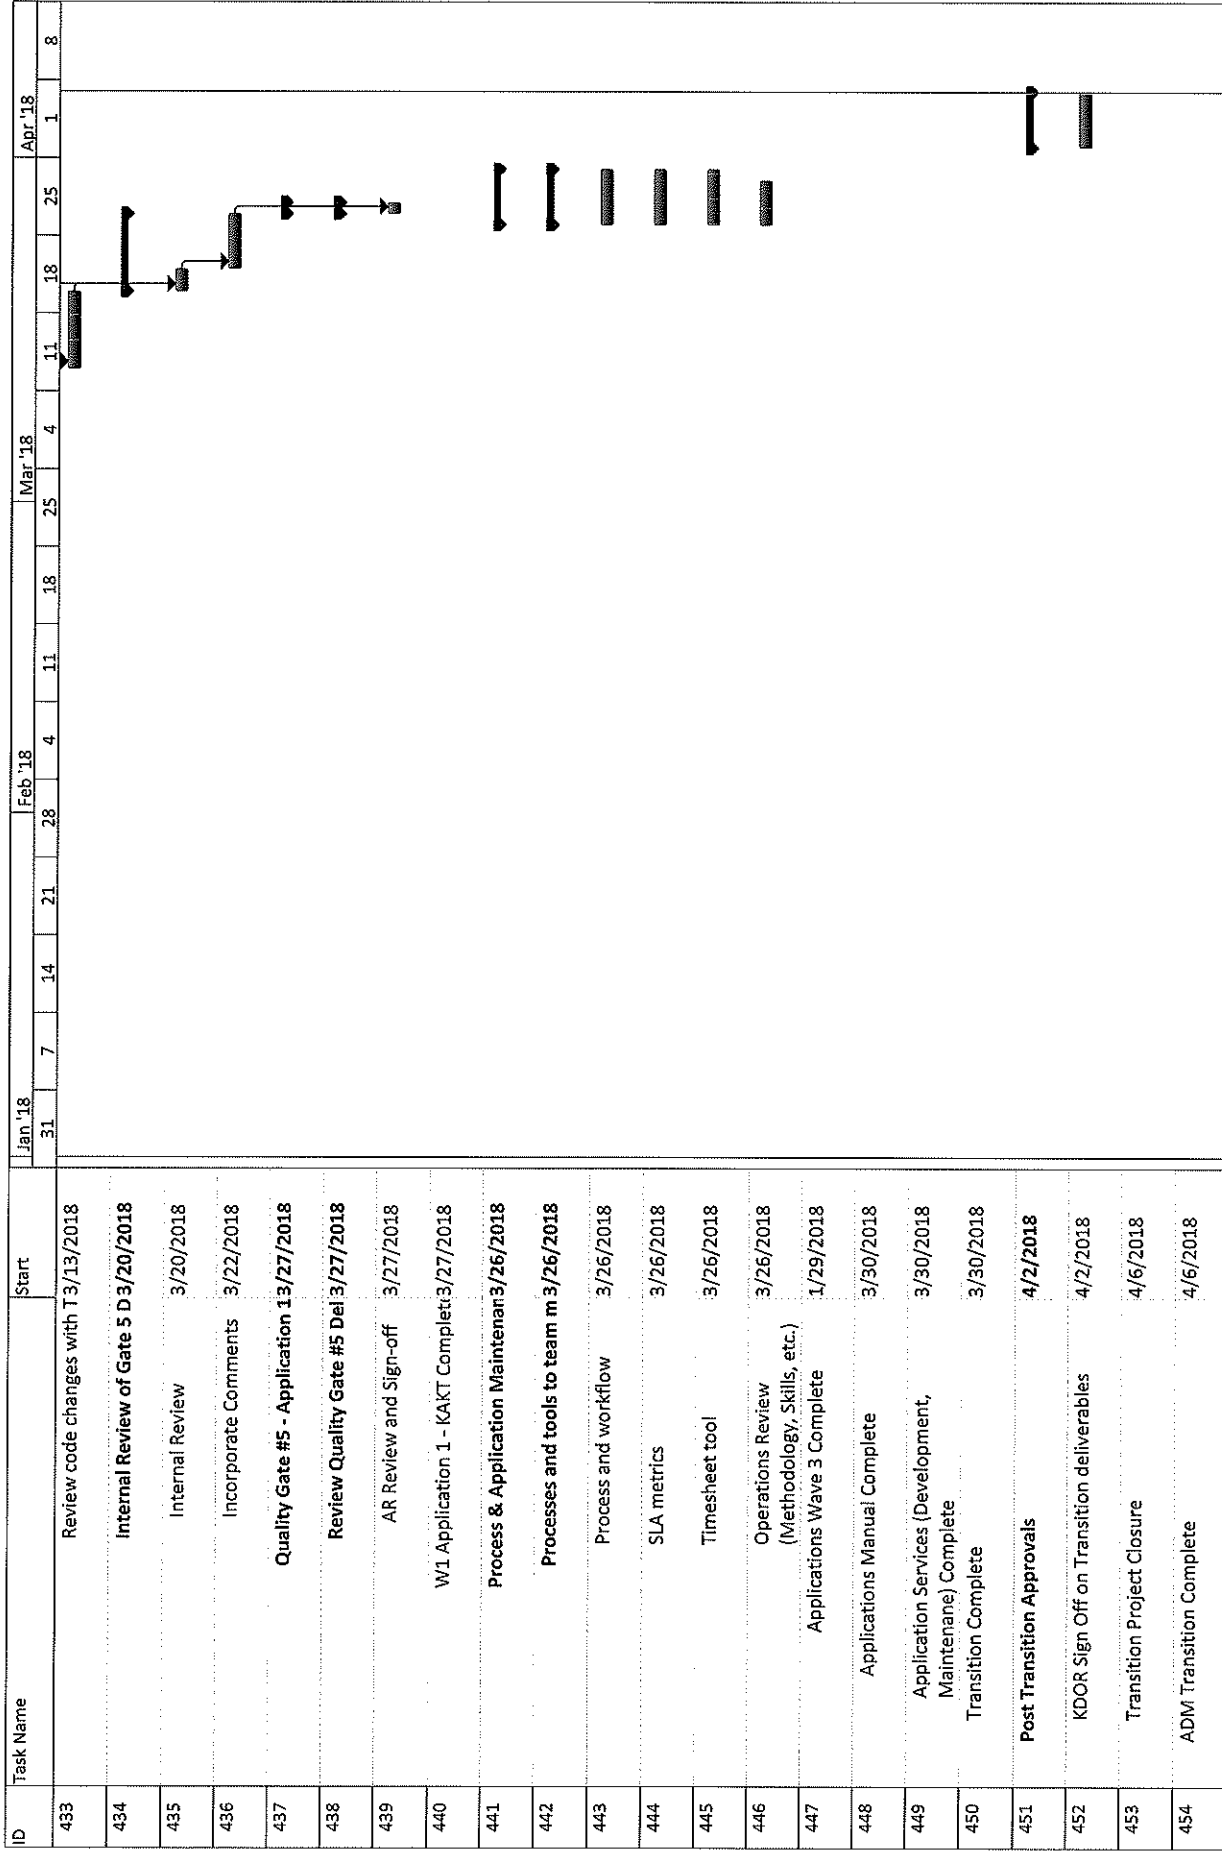 ID Task Name Start Jan '18 Feb '18 Mar '18 Apr '18
31 7 14 21 28 4 11 18 25 4 11 18 25 1 8
433 Review code changes with T 3/13/2018
434 Internal Review of Gate 5 D 3/20/2018
435 Internal Review 3/20/2018
436 Incorporate Comments 3/22/2018
437 Quality Gate #5 - Application 1 3/27/2018
438 Review Quality Gate #5 Del 3/27/2018
439 AR Review and Sign-off 3/27/2018
440 W1 Application 1 - KAKT Complete 3/27/2018
441 Process & Application Maintenan 3/26/2018
442 Processes and tools to team m 3/26/2018
443 Process and workflow 3/26/2018
444 SLA metrics 3/26/2018
445 Timesheet tool 3/26/2018
446 Operations Review 3/26/2018
(Methodology, Skills, etc.)
447 Applications Wave 3 Complete 1/29/2018
448 Applications Manual Complete 3/30/2018
449 Application Services (Development, 3/30/2018
Maintenane) Complete
450 Transition Complete 3/30/2018
451 Post Transition Approvals 4/2/2018
452 KDOR Sign Off on Transition deliverables 4/2/2018
453 Transition Project Closure 4/6/2018
454 ADM Transition Complete 4/6/2018